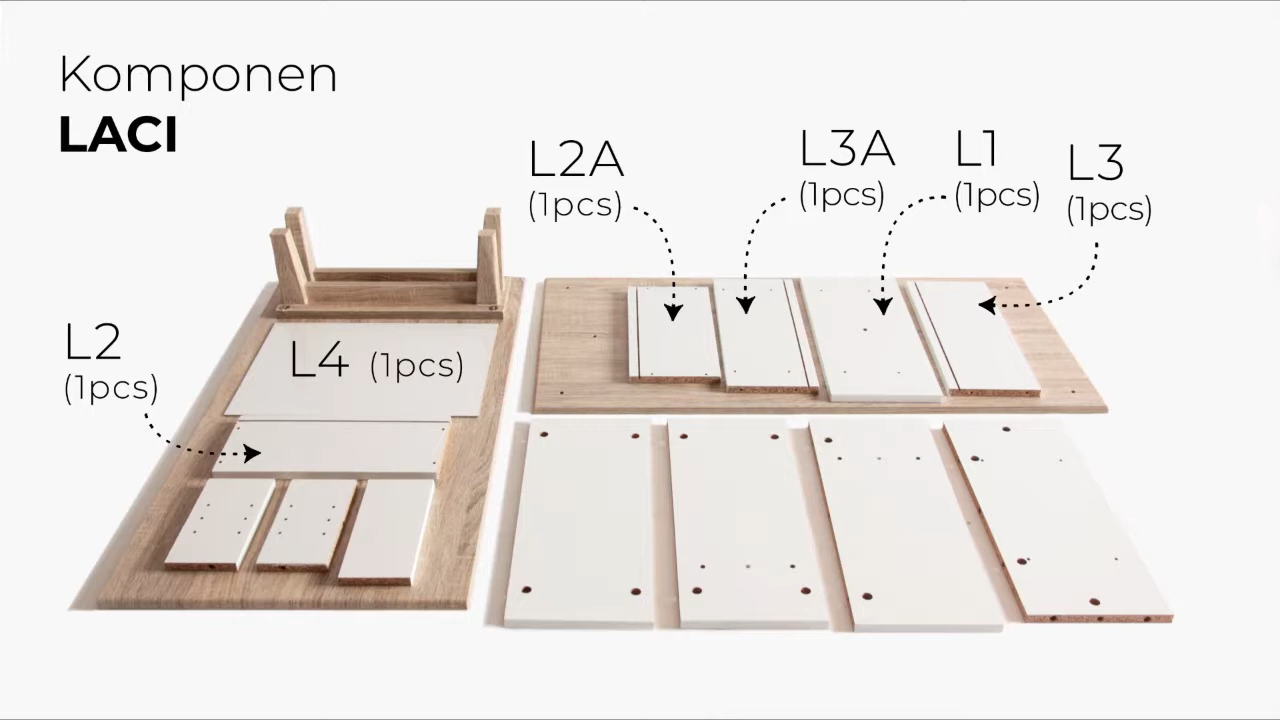 Komponen
LACI
L2A
(1pcs)
L3A
(1pcs)
L1
(1pcs)
L3
(1pcs)
L2
(1pcs)
L4 (1pcs)